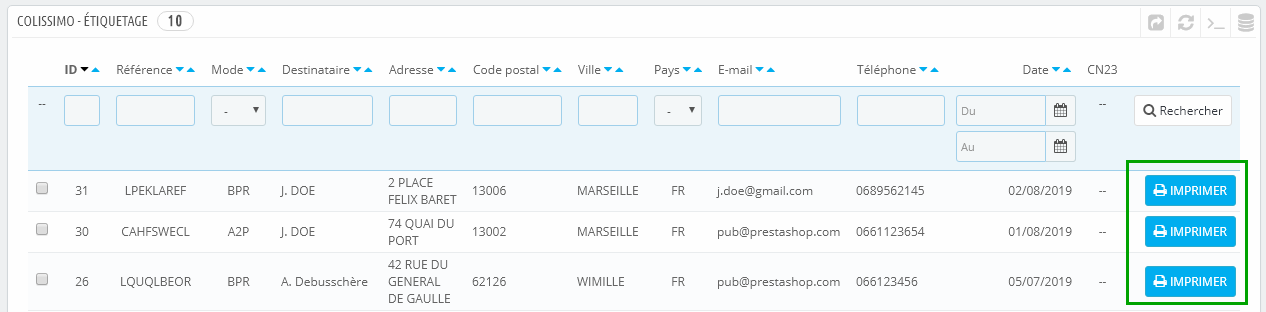 COLISSIMO - ÉTIQUETAGE 10
ID Référence Mode Destinataire Adresse Code postal Ville Pays E-mail Téléphone Date CN23
-- - - Du -- Rechercher
Au
31 LPEKLAREF BPR J. DOE 2 PLACE FELIX BARET 13006 MARSEILLE FR j.doe@gmail.com 0689562145 02/08/2019 -- IMPRIMER
30 CAHFSWECL A2P J. DOE 74 QUAI DU PORT 13002 MARSEILLE FR pub@prestashop.com 0661123654 01/08/2019 -- IMPRIMER
26 LQUQLBEOR BPR A. Debusschère 42 RUE DU GENERAL DE GAULLE 62126 WIMILLE FR pub@prestashop.com 066123456 05/07/2019 -- IMPRIMER